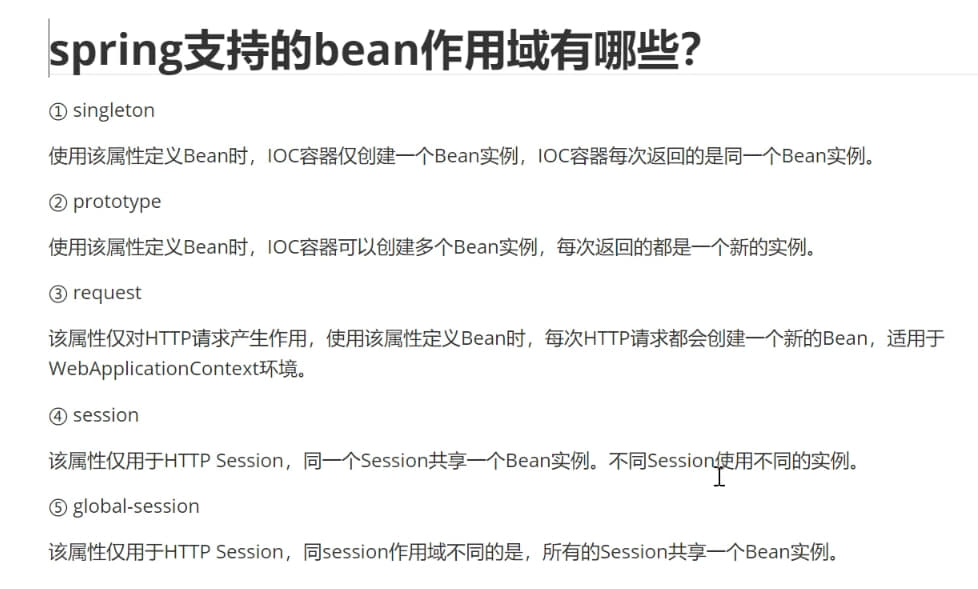 spring支持的bean作用域有哪些？
① singleton
使用该属性定义Bean时，IOC容器仅创建一个Bean实例，IOC容器每次返回的是同一个Bean实例。
② prototype
使用该属性定义Bean时，IOC容器可以创建多个Bean实例，每次返回的都是一个新的实例。
③ request
该属性仅对HTTP请求产生作用，使用该属性定义Bean时，每次HTTP请求都会创建一个新的Bean，适用于
WebApplicationContext环境。
④ session
该属性仅用于HTTP Session，同一个Session共享一个Bean实例。不同Session使用不同的实例。
⑤ global-session
该属性仅用于HTTP Session，同session作用域不同的是，所有的Session共享一个Bean实例。